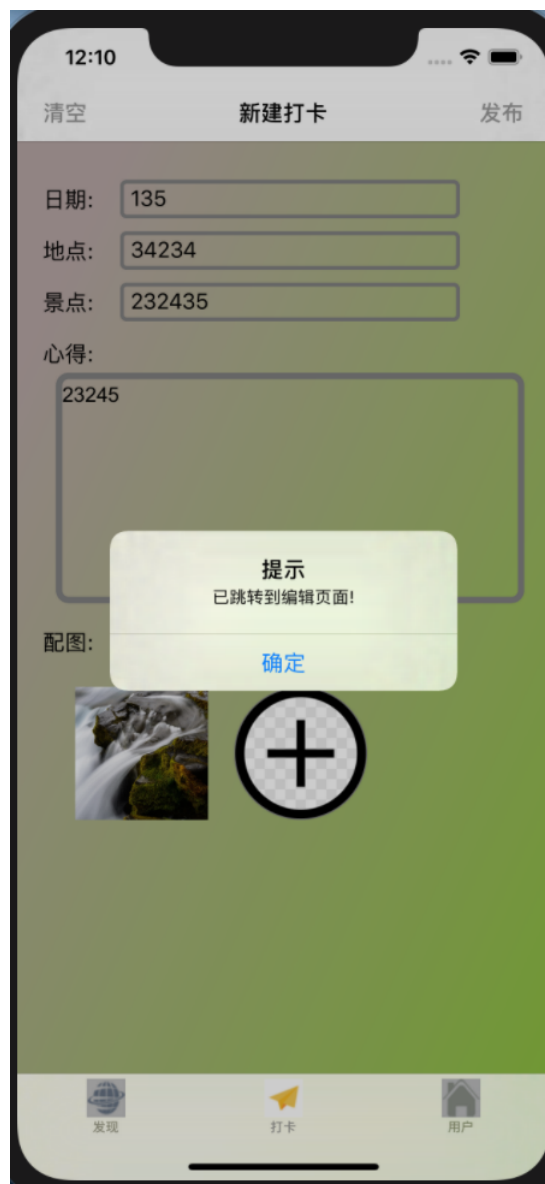 12:10
清空 新建打卡 发布
日期: 135
地点: 34234
景点: 232435
心得:
23245
提示
已跳转到编辑页面!
确定
配图:
发现 打卡 用户